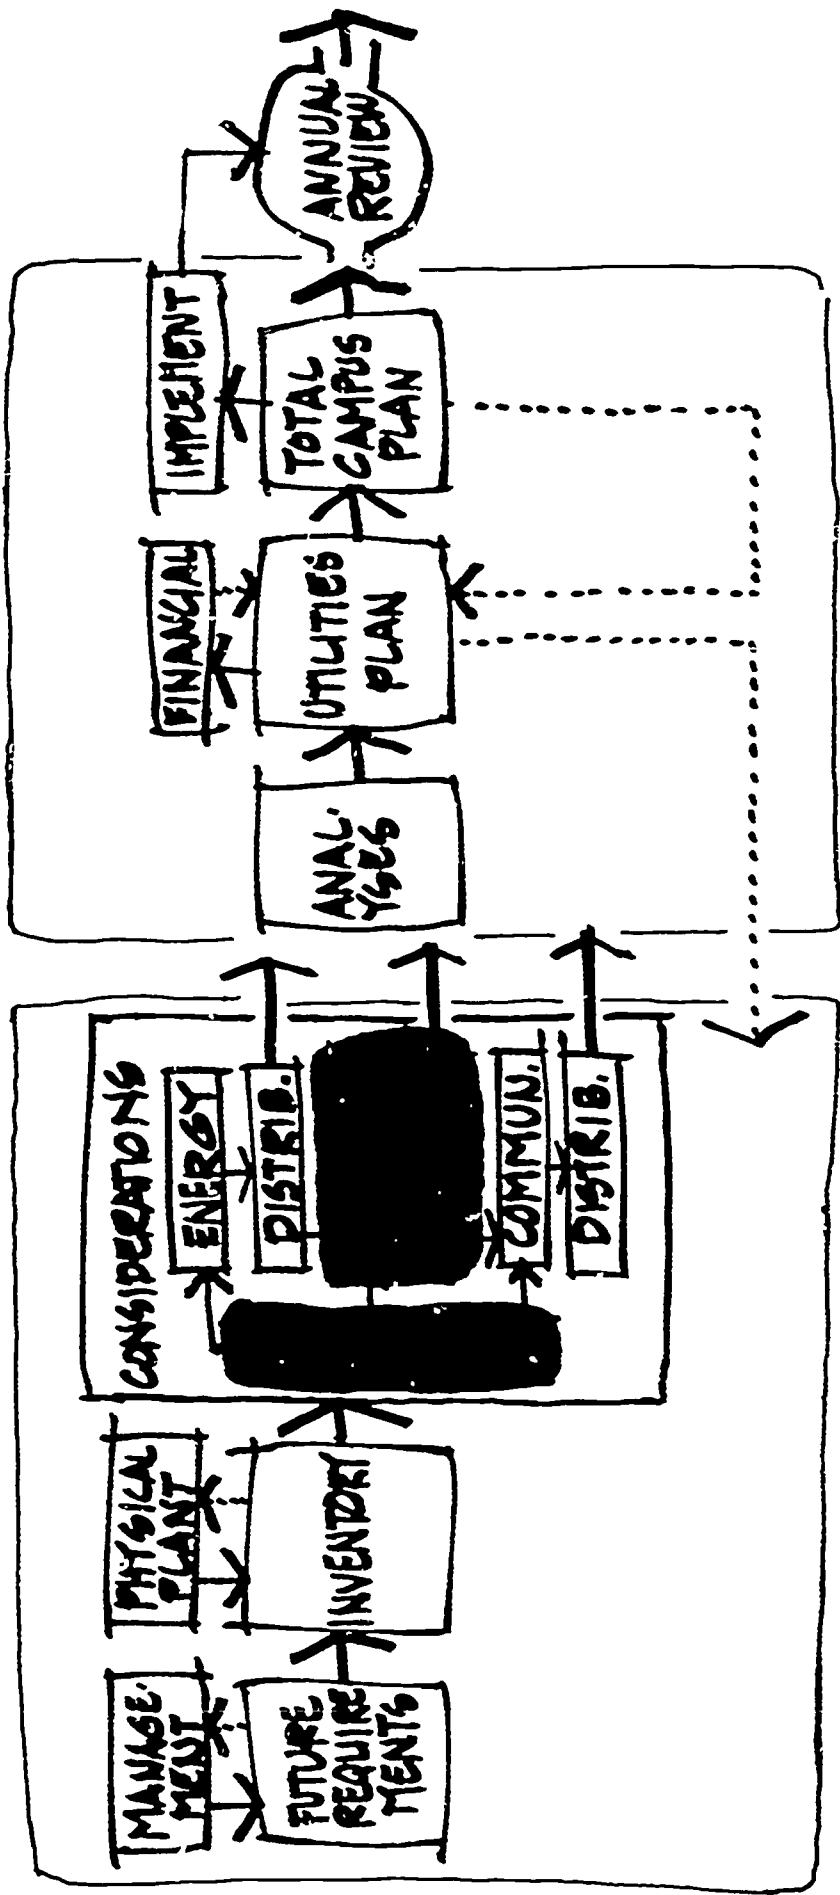 MANAGE-
MENT
FUTURE
REQUIRE
MENTS
PHYSICAL
PLANT
INVENTORY
CONSIDERATIONS
ENERGY
DISTRIB.
COMMUN.
DISTRIB.
ANAL-
YSES
FINANCIAL
UTILITIES
PLAN
IMPLEMENT
TOTAL
CAMPUS
PLAN
ANNUAL
REVIEW